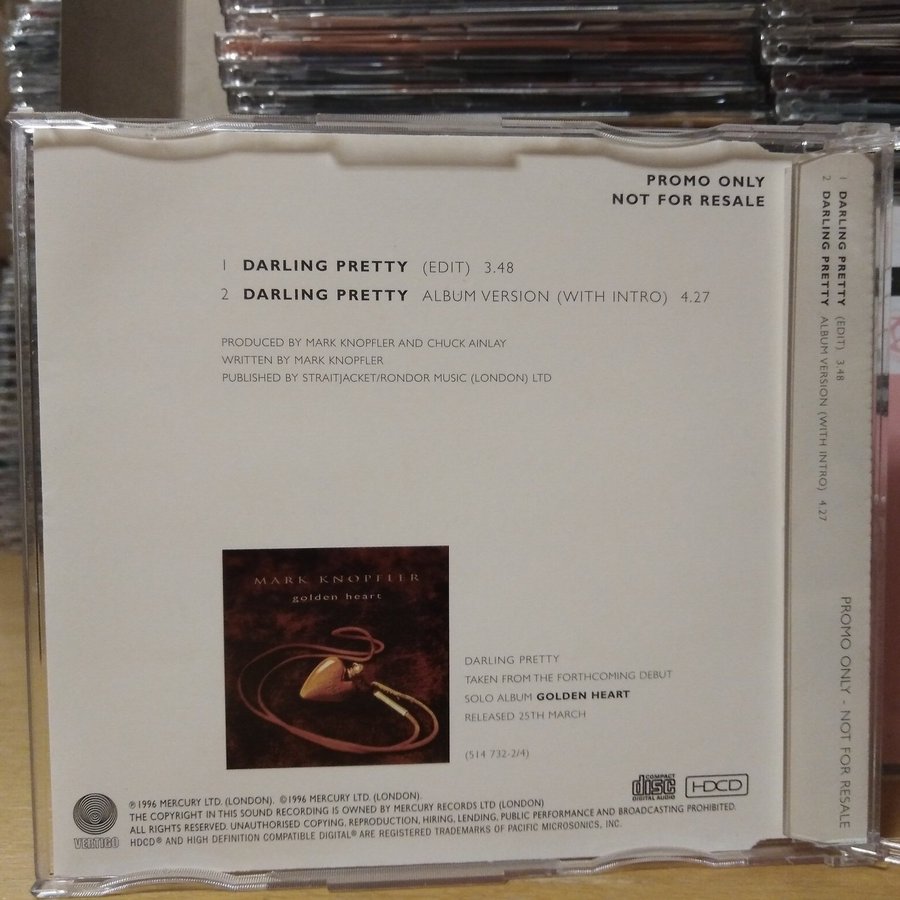 PROMO ONLY
NOT FOR RESALE
1 DARLING PRETTY (EDIT) 3.48
2 DARLING PRETTY ALBUM VERSION (WITH INTRO) 4.27
PRODUCED BY MARK KNOPFLER AND CHUCK AINLAY
WRITTEN BY MARK KNOPFLER
PUBLISHED BY STRAITJACKET/RONDOR MUSIC (LONDON) LTD
MARK KNOPFLER
golden heart
DARLING PRETTY
TAKEN FROM THE FORTHCOMING DEBUT
SOLO ALBUM GOLDEN HEART
RELEASED 25TH MARCH
(514 732-2/4)
COMPACT
disc
DIGITAL AUDIO
HDCD
VERTIGO
℗1996 MERCURY LTD. (LONDON). ©1996 MERCURY LTD. (LONDON).
THE COPYRIGHT IN THIS SOUND RECORDING IS OWNED BY MERCURY RECORDS LTD (LONDON)
ALL RIGHTS RESERVED. UNAUTHORISED COPYING, REPRODUCTION, HIRING, LENDING, PUBLIC PERFORMANCE AND BROADCASTING PROHIBITED.
HDCD® AND HIGH DEFINITION COMPATIBLE DIGITAL® ARE REGISTERED TRADEMARKS OF PACIFIC MICROSONICS, INC.
1 DARLING PRETTY (EDIT) 3.48
2 DARLING PRETTY ALBUM VERSION (WITH INTRO) 4.27
PROMO ONLY - NOT FOR RESALE